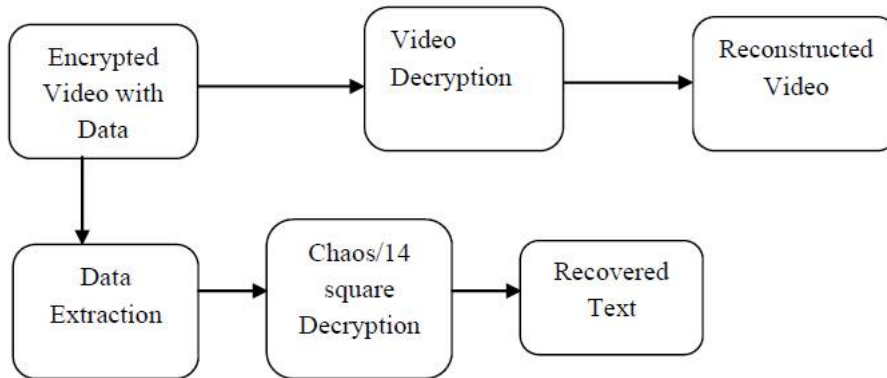 Encrypted
Video with
Data
Video
Decryption
Reconstructed
Video
Data
Extraction
Chaos/14
square
Decryption
Recovered
Text